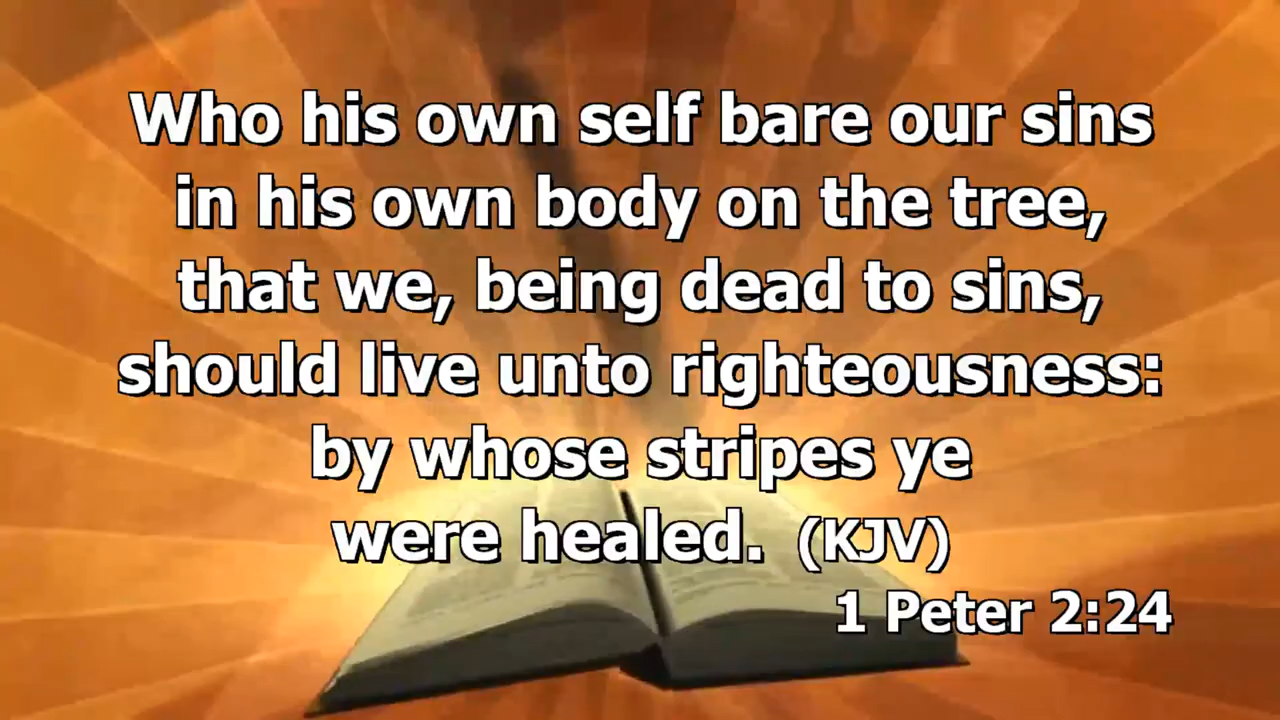 Who his own self bare our sins
in his own body on the tree,
that we, being dead to sins,
should live unto righteousness:
by whose stripes ye
were healed. (KJV)
1 Peter 2:24